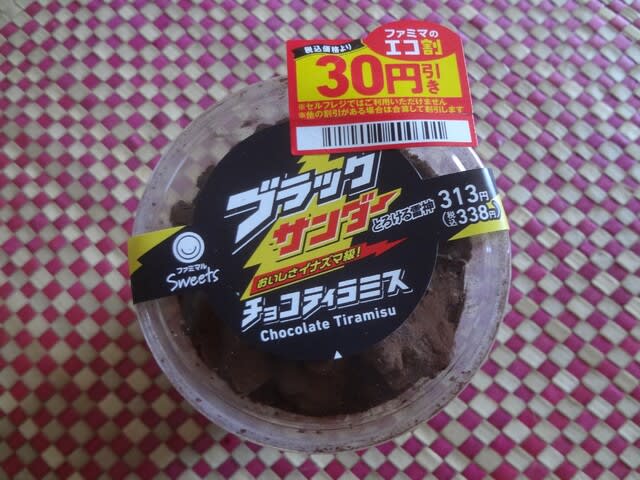 ファミマの
エコ割
税込価格より
30円引き
※セルフレジではご利用いただけません
※他の割引がある場合は合算して割引します
ブラック
サンダー
とろける雷神
313円
(税込338円)
おいしさイナズマ級!
ファミマル
Sweets
チョコティラミス
Chocolate Tiramisu